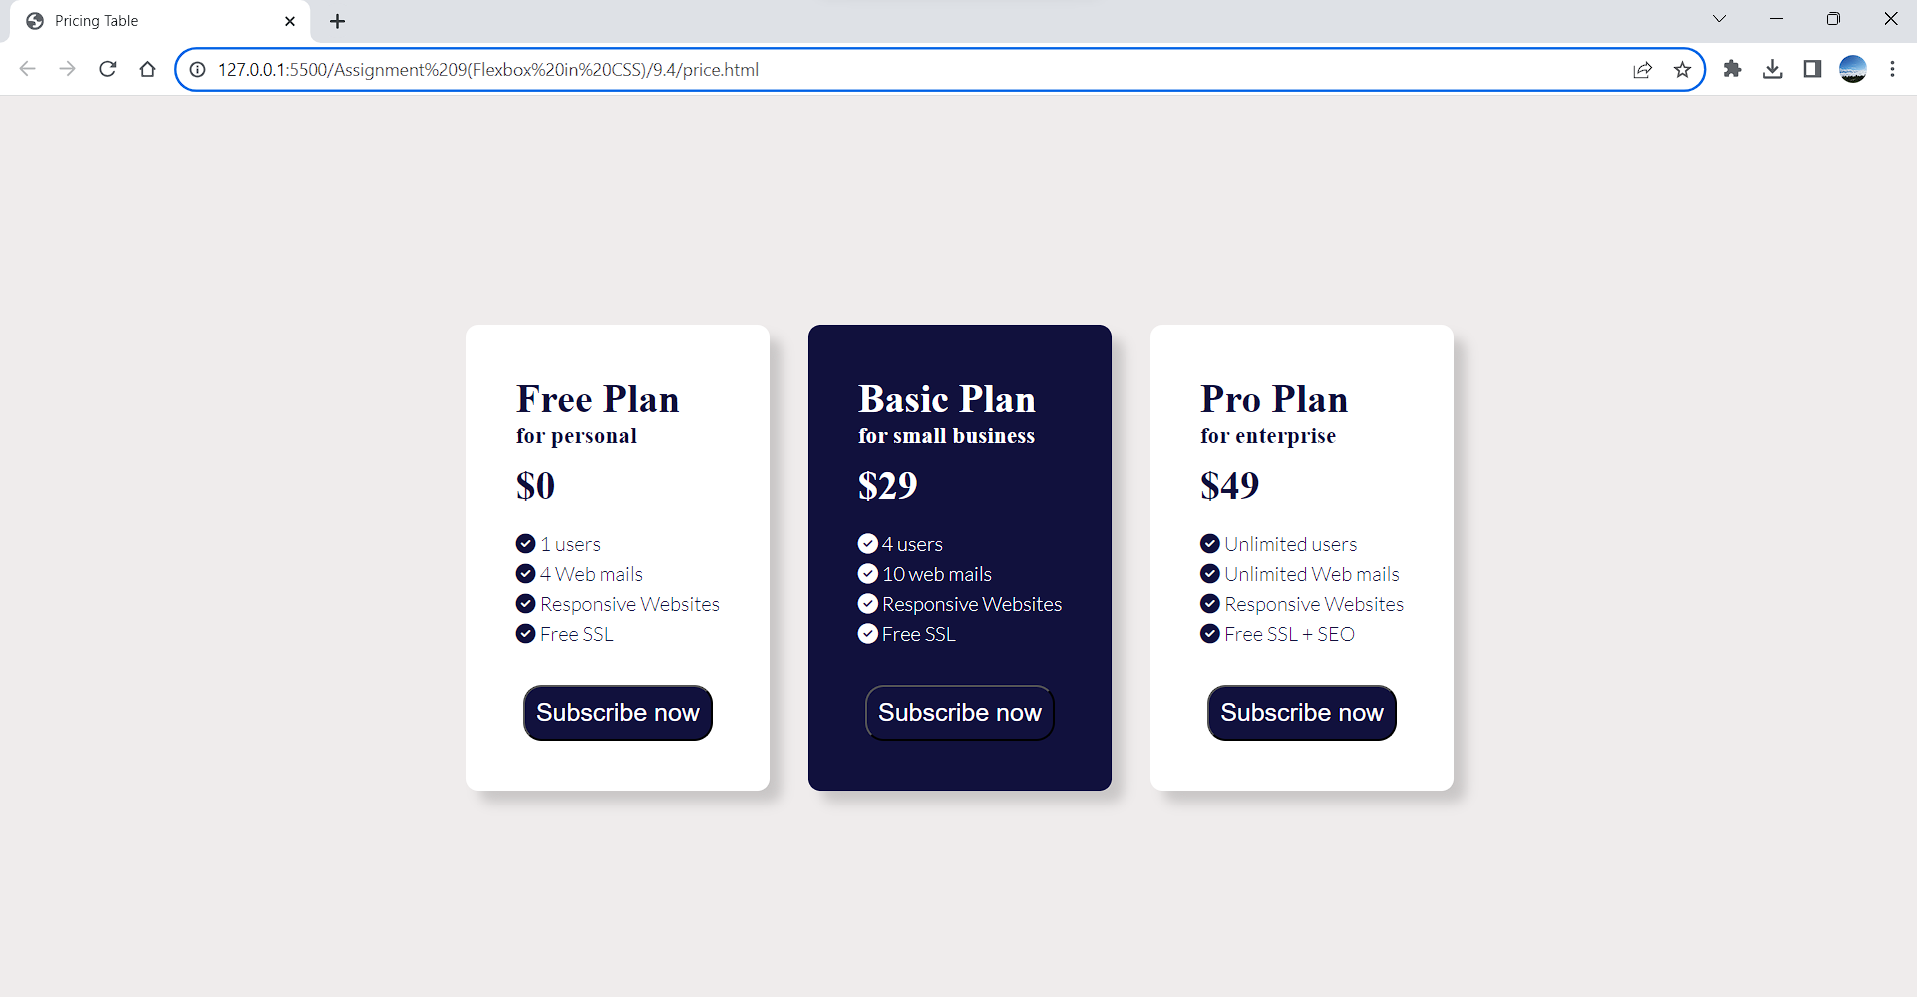 Pricing Table
127.0.0.1:5500/Assignment%209(Flexbox%20in%20CSS)/9.4/price.html
Free Plan
for personal
$0
1 users
4 Web mails
Responsive Websites
Free SSL
Subscribe now
Basic Plan
for small business
$29
4 users
10 web mails
Responsive Websites
Free SSL
Subscribe now
Pro Plan
for enterprise
$49
Unlimited users
Unlimited Web mails
Responsive Websites
Free SSL + SEO
Subscribe now